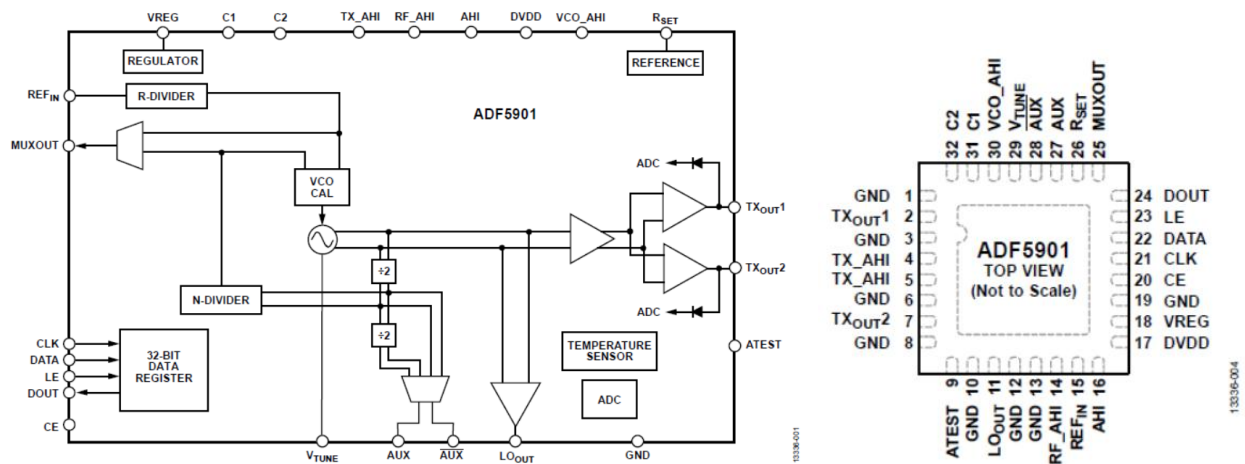 VREG C1 C2 TX_AHI RF_AHI AHI DVDD VCO_AHI RSET
REGULATOR
REFERENCE
REFIN
R-DIVIDER
ADF5901
MUXOUT
ADC
VCO
CAL
TXOUT1
÷2
TXOUT2
N-DIVIDER
ADC
÷2
CLK
DATA
LE
DOUT
32-BIT
DATA
REGISTER
TEMPERATURE
SENSOR
ATEST
ADC
CE
VTUNE AUX AUX LOOUT GND
13336-001
C2 C1 VCO_AHI VTUNE AUX AUX RSET MUXOUT
32 31 30 29 28 27 26 25
GND 1
TXOUT1 2
GND 3
TX_AHI 4
TX_AHI 5
GND 6
TXOUT2 7
GND 8
ADF5901
TOP VIEW
(Not to Scale)
24 DOUT
23 LE
22 DATA
21 CLK
20 CE
19 GND
18 VREG
17 DVDD
9 10 11 12 13 14 15 16
ATEST GND LOOUT GND GND RF_AHI REFIN AHI
13336-004